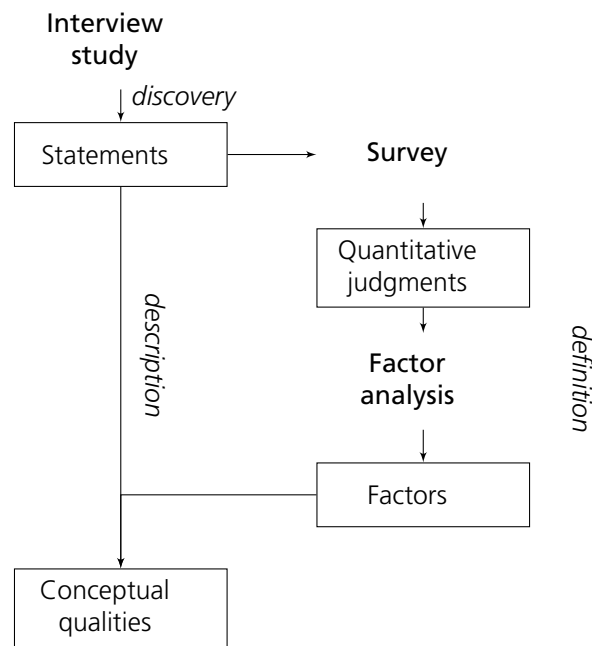 Interview
study
discovery
Statements
Survey
Quantitative
judgments
description
definition
Factor
analysis
Factors
Conceptual
qualities